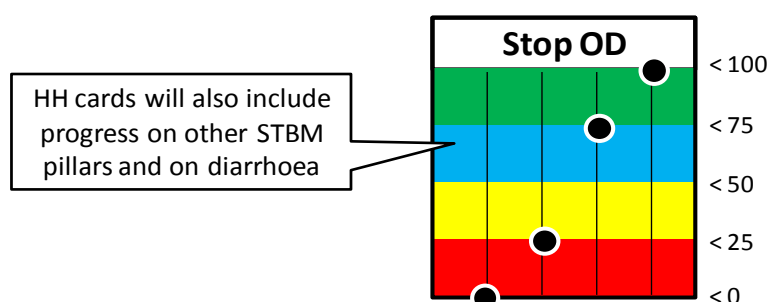 Stop OD
HH cards will also include
progress on other STBM
pillars and on diarrhoea
< 100
< 75
< 50
< 25
< 0